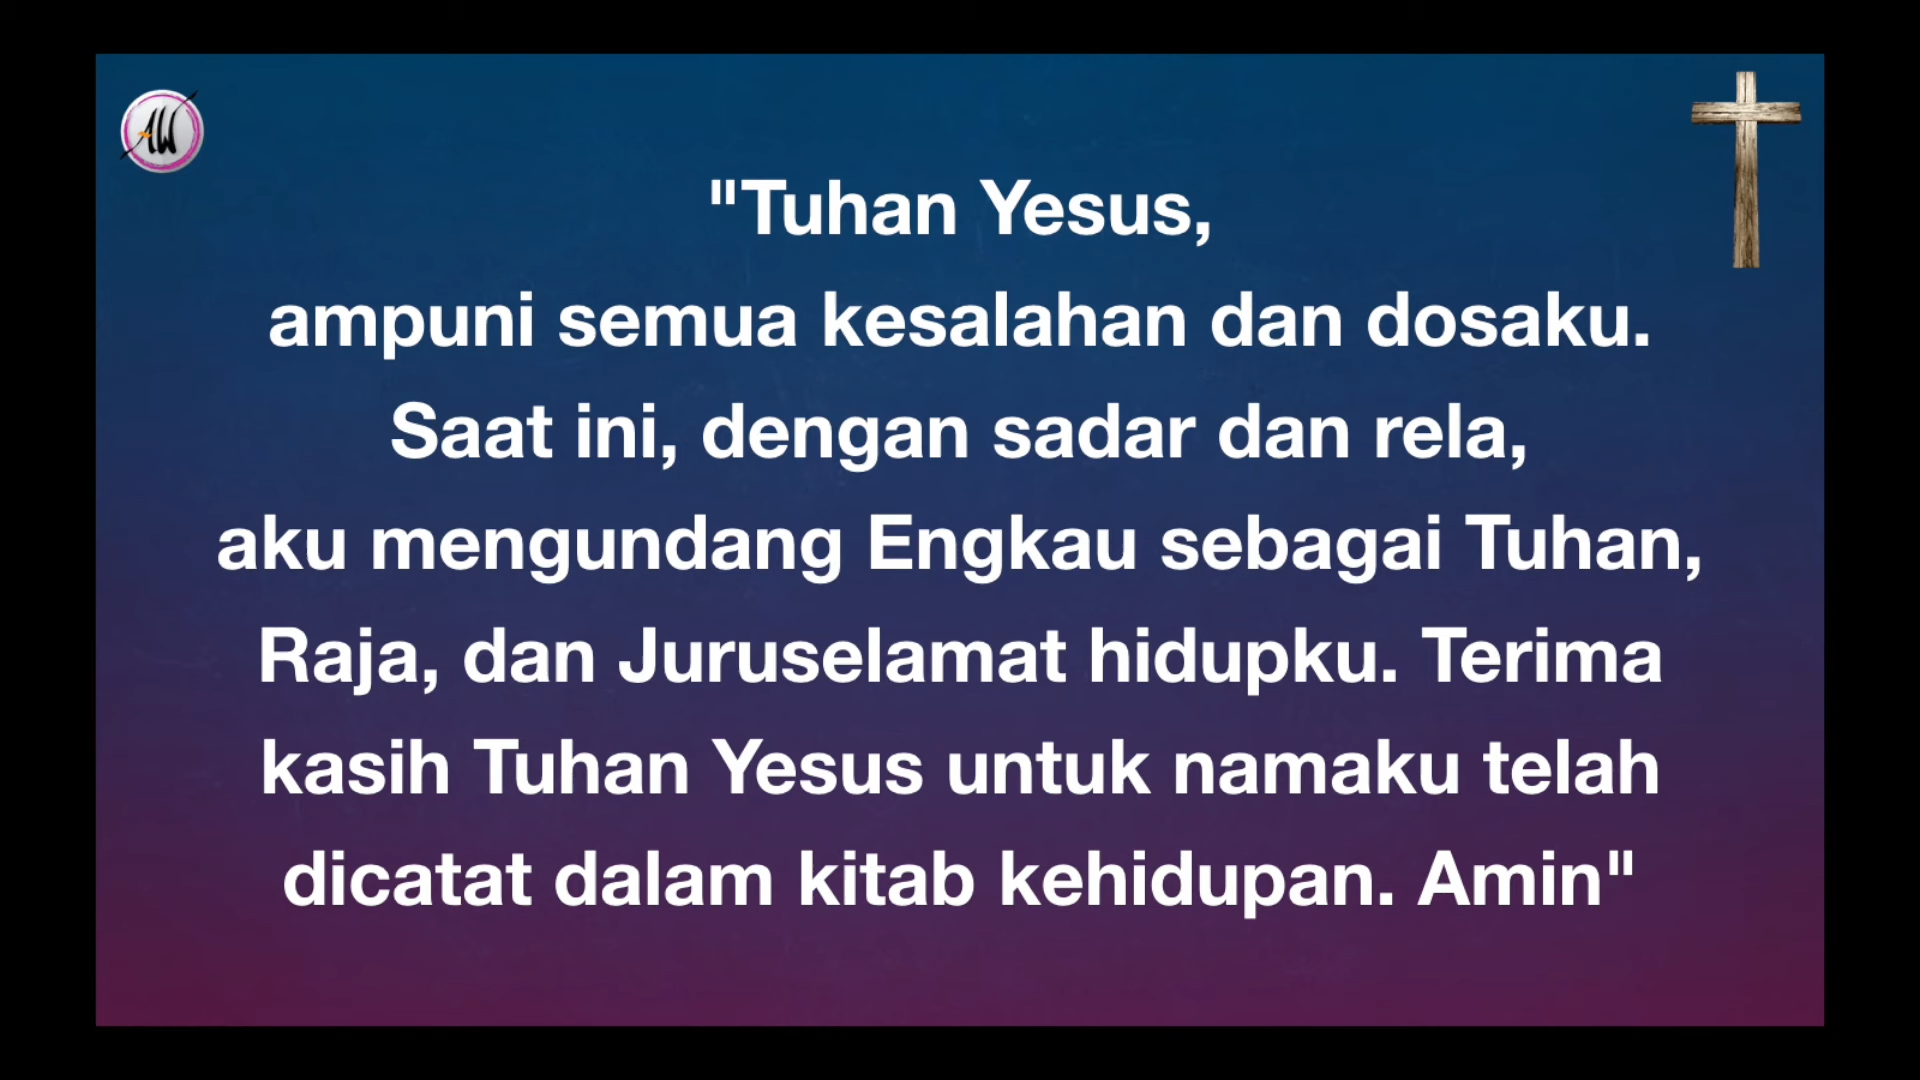 AW
"Tuhan Yesus,
ampuni semua kesalahan dan dosaku.
Saat ini, dengan sadar dan rela,
aku mengundang Engkau sebagai Tuhan,
Raja, dan Juruselamat hidupku. Terima
kasih Tuhan Yesus untuk namaku telah
dicatat dalam kitab kehidupan. Amin"